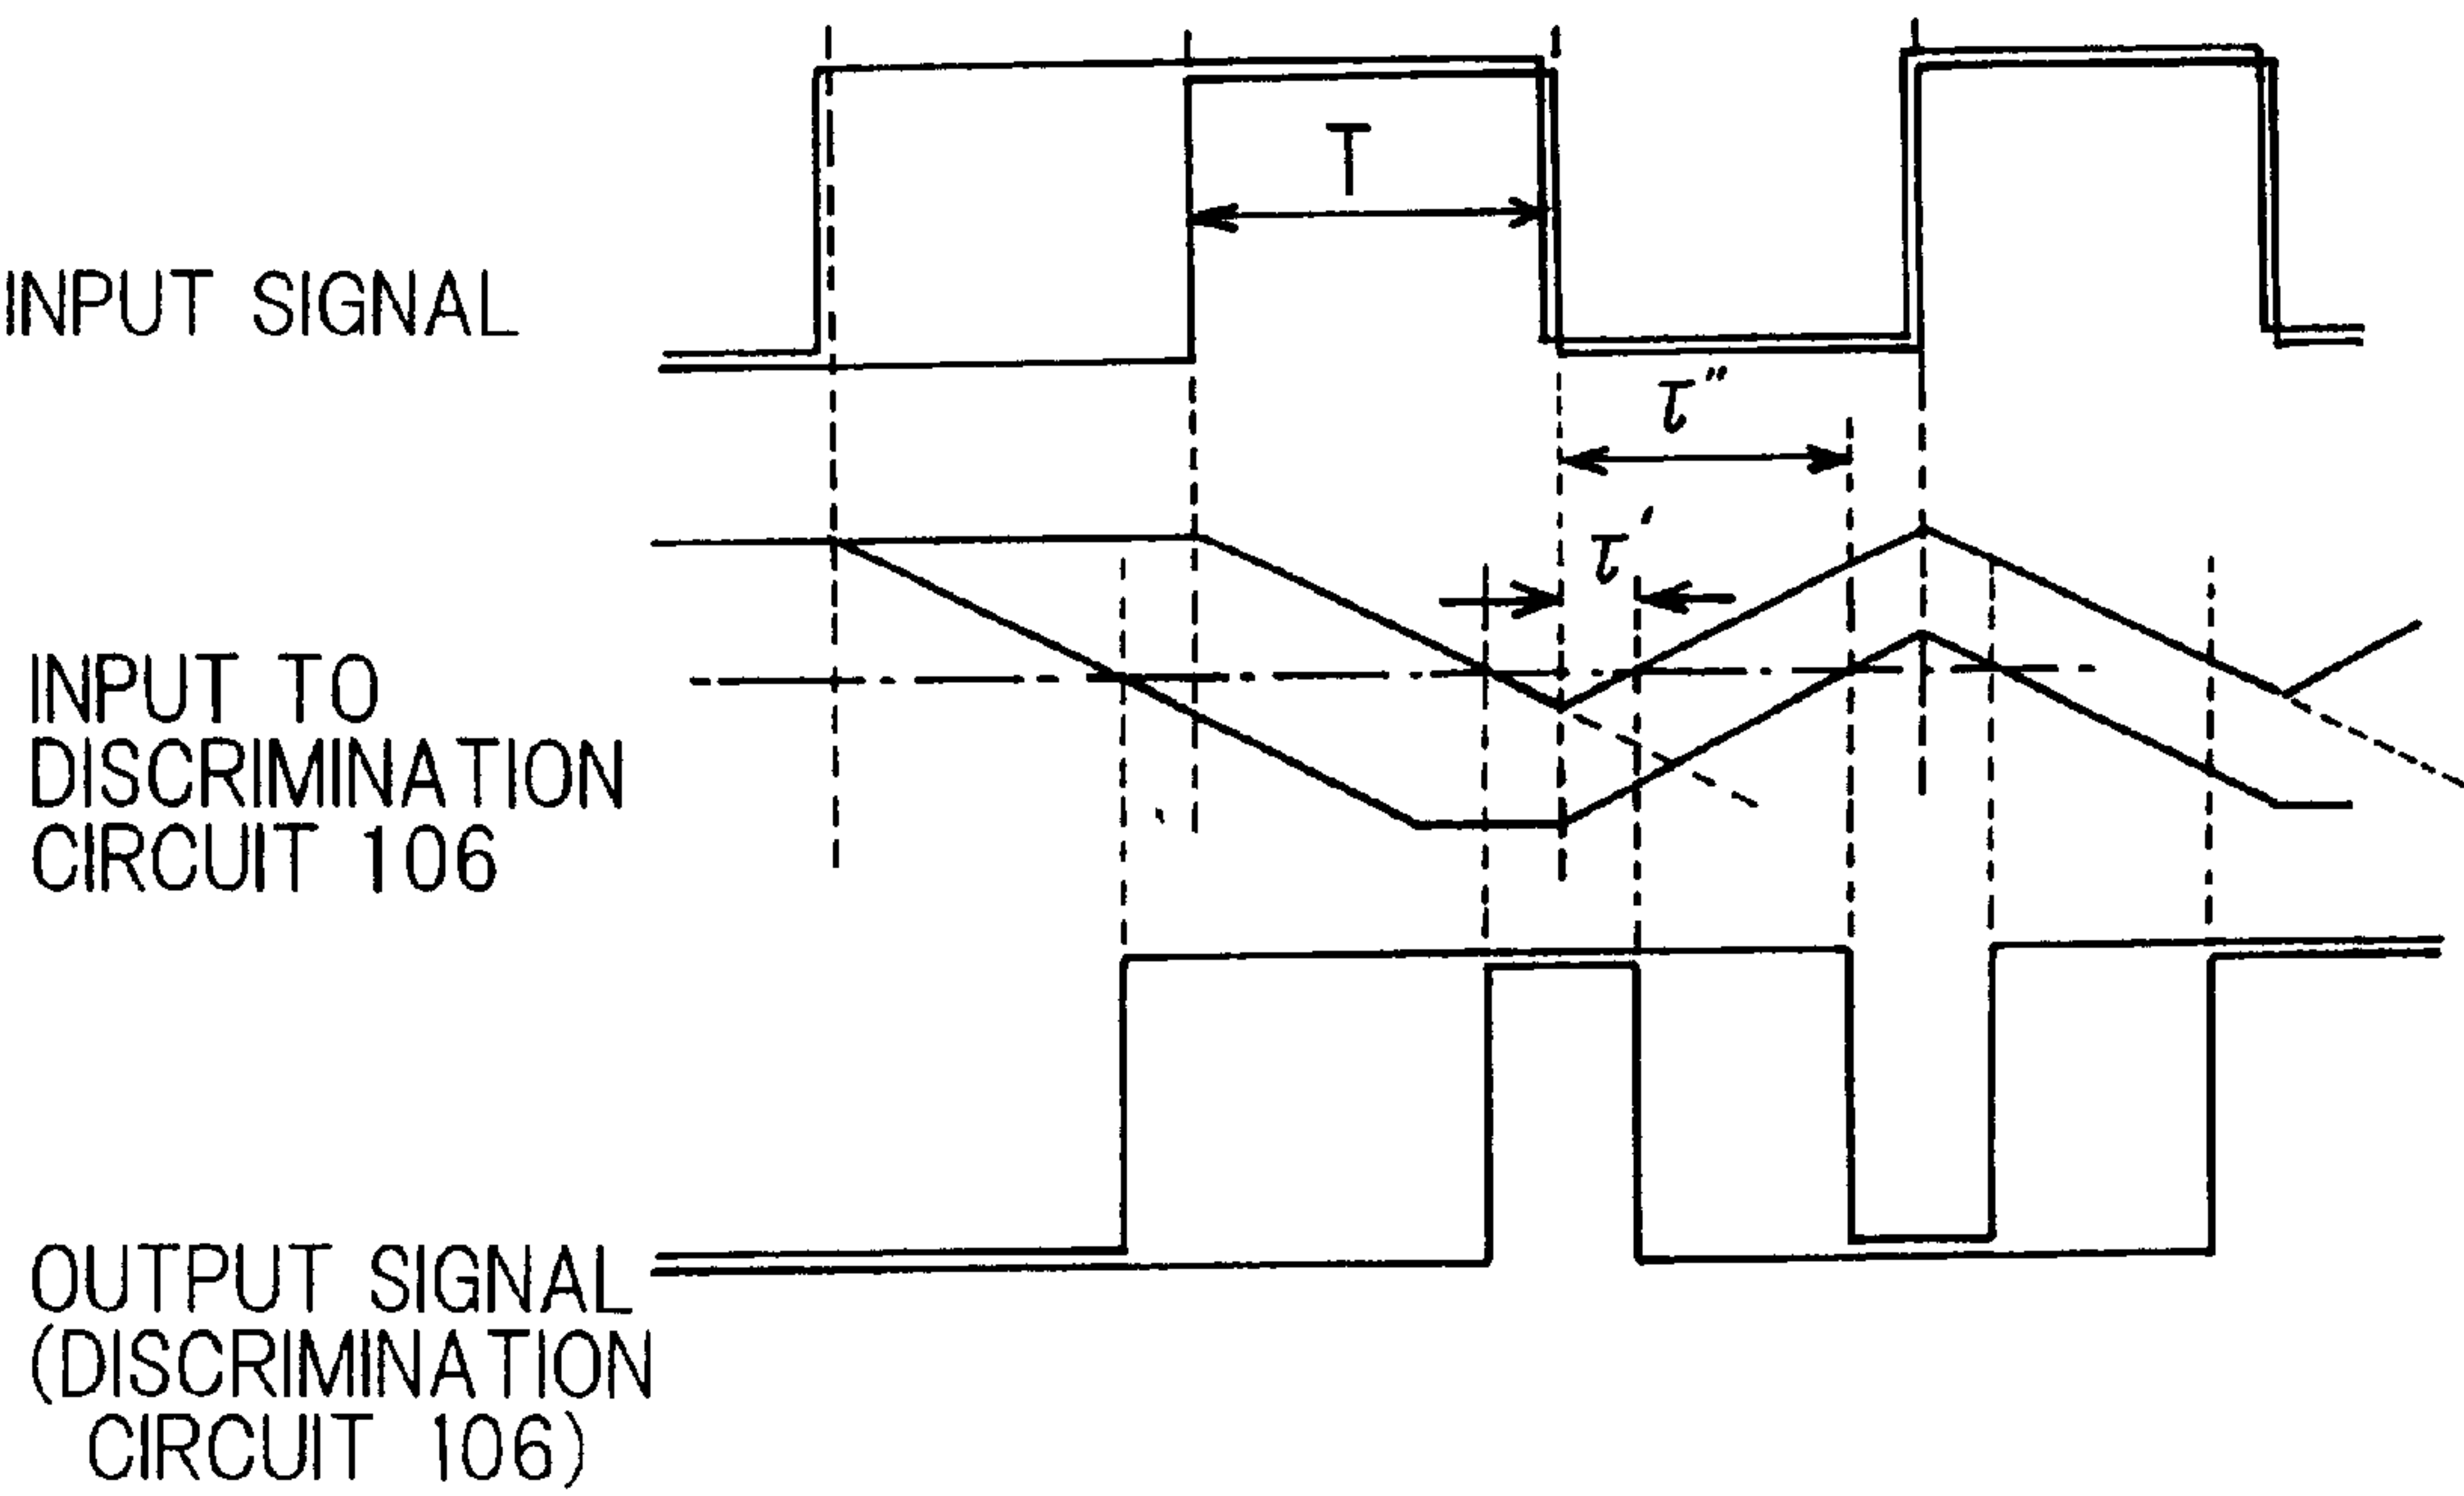 T
INPUT SIGNAL
τ"
τ'
INPUT TO
DISCRIMINATION
CIRCUIT 106
OUTPUT SIGNAL
(DISCRIMINATION
CIRCUIT 106)